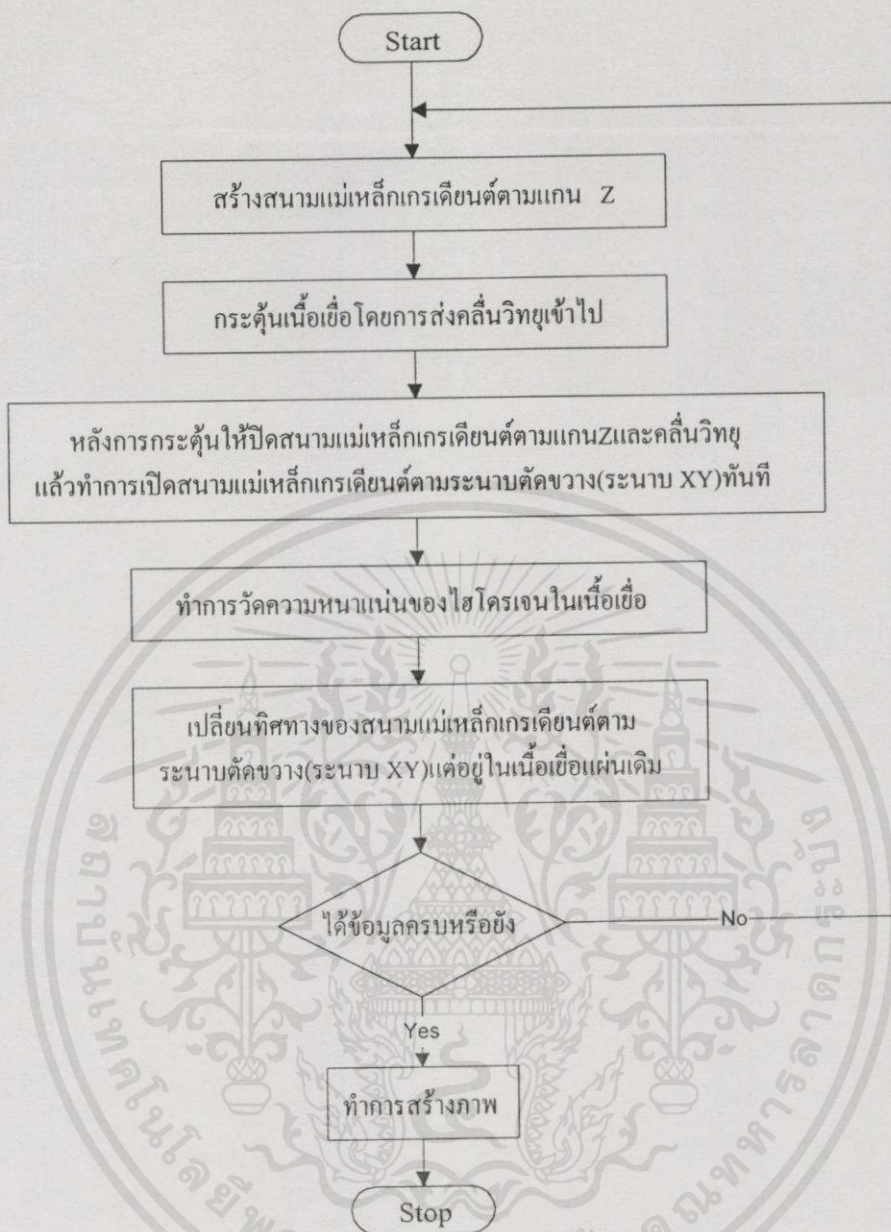 Start
สร้างสนามแม่เหล็กเกรเดียนต์ตามแกน Z
กระตุ้นเนื้อเยื่อโดยการส่งคลื่นวิทยุเข้าไป
หลังการกระตุ้นให้ปิดสนามแม่เหล็กเกรเดียนต์ตามแกนZและคลื่นวิทยุ
แล้วทำการเปิดสนามแม่เหล็กเกรเดียนต์ตามระนาบตัดขวาง(ระนาบ XY)ทันที
ทำการวัดความหนาแน่นของไฮโดรเจนในเนื้อเยื่อ
เปลี่ยนทิศทางของสนามแม่เหล็กเกรเดียนต์ตาม
ระนาบตัดขวาง(ระนาบ XY)แต่อยู่ในเนื้อเยื่อแผ่นเดิม
ได้ข้อมูลครบหรือยัง
No
Yes
ทำการสร้างภาพ
Stop